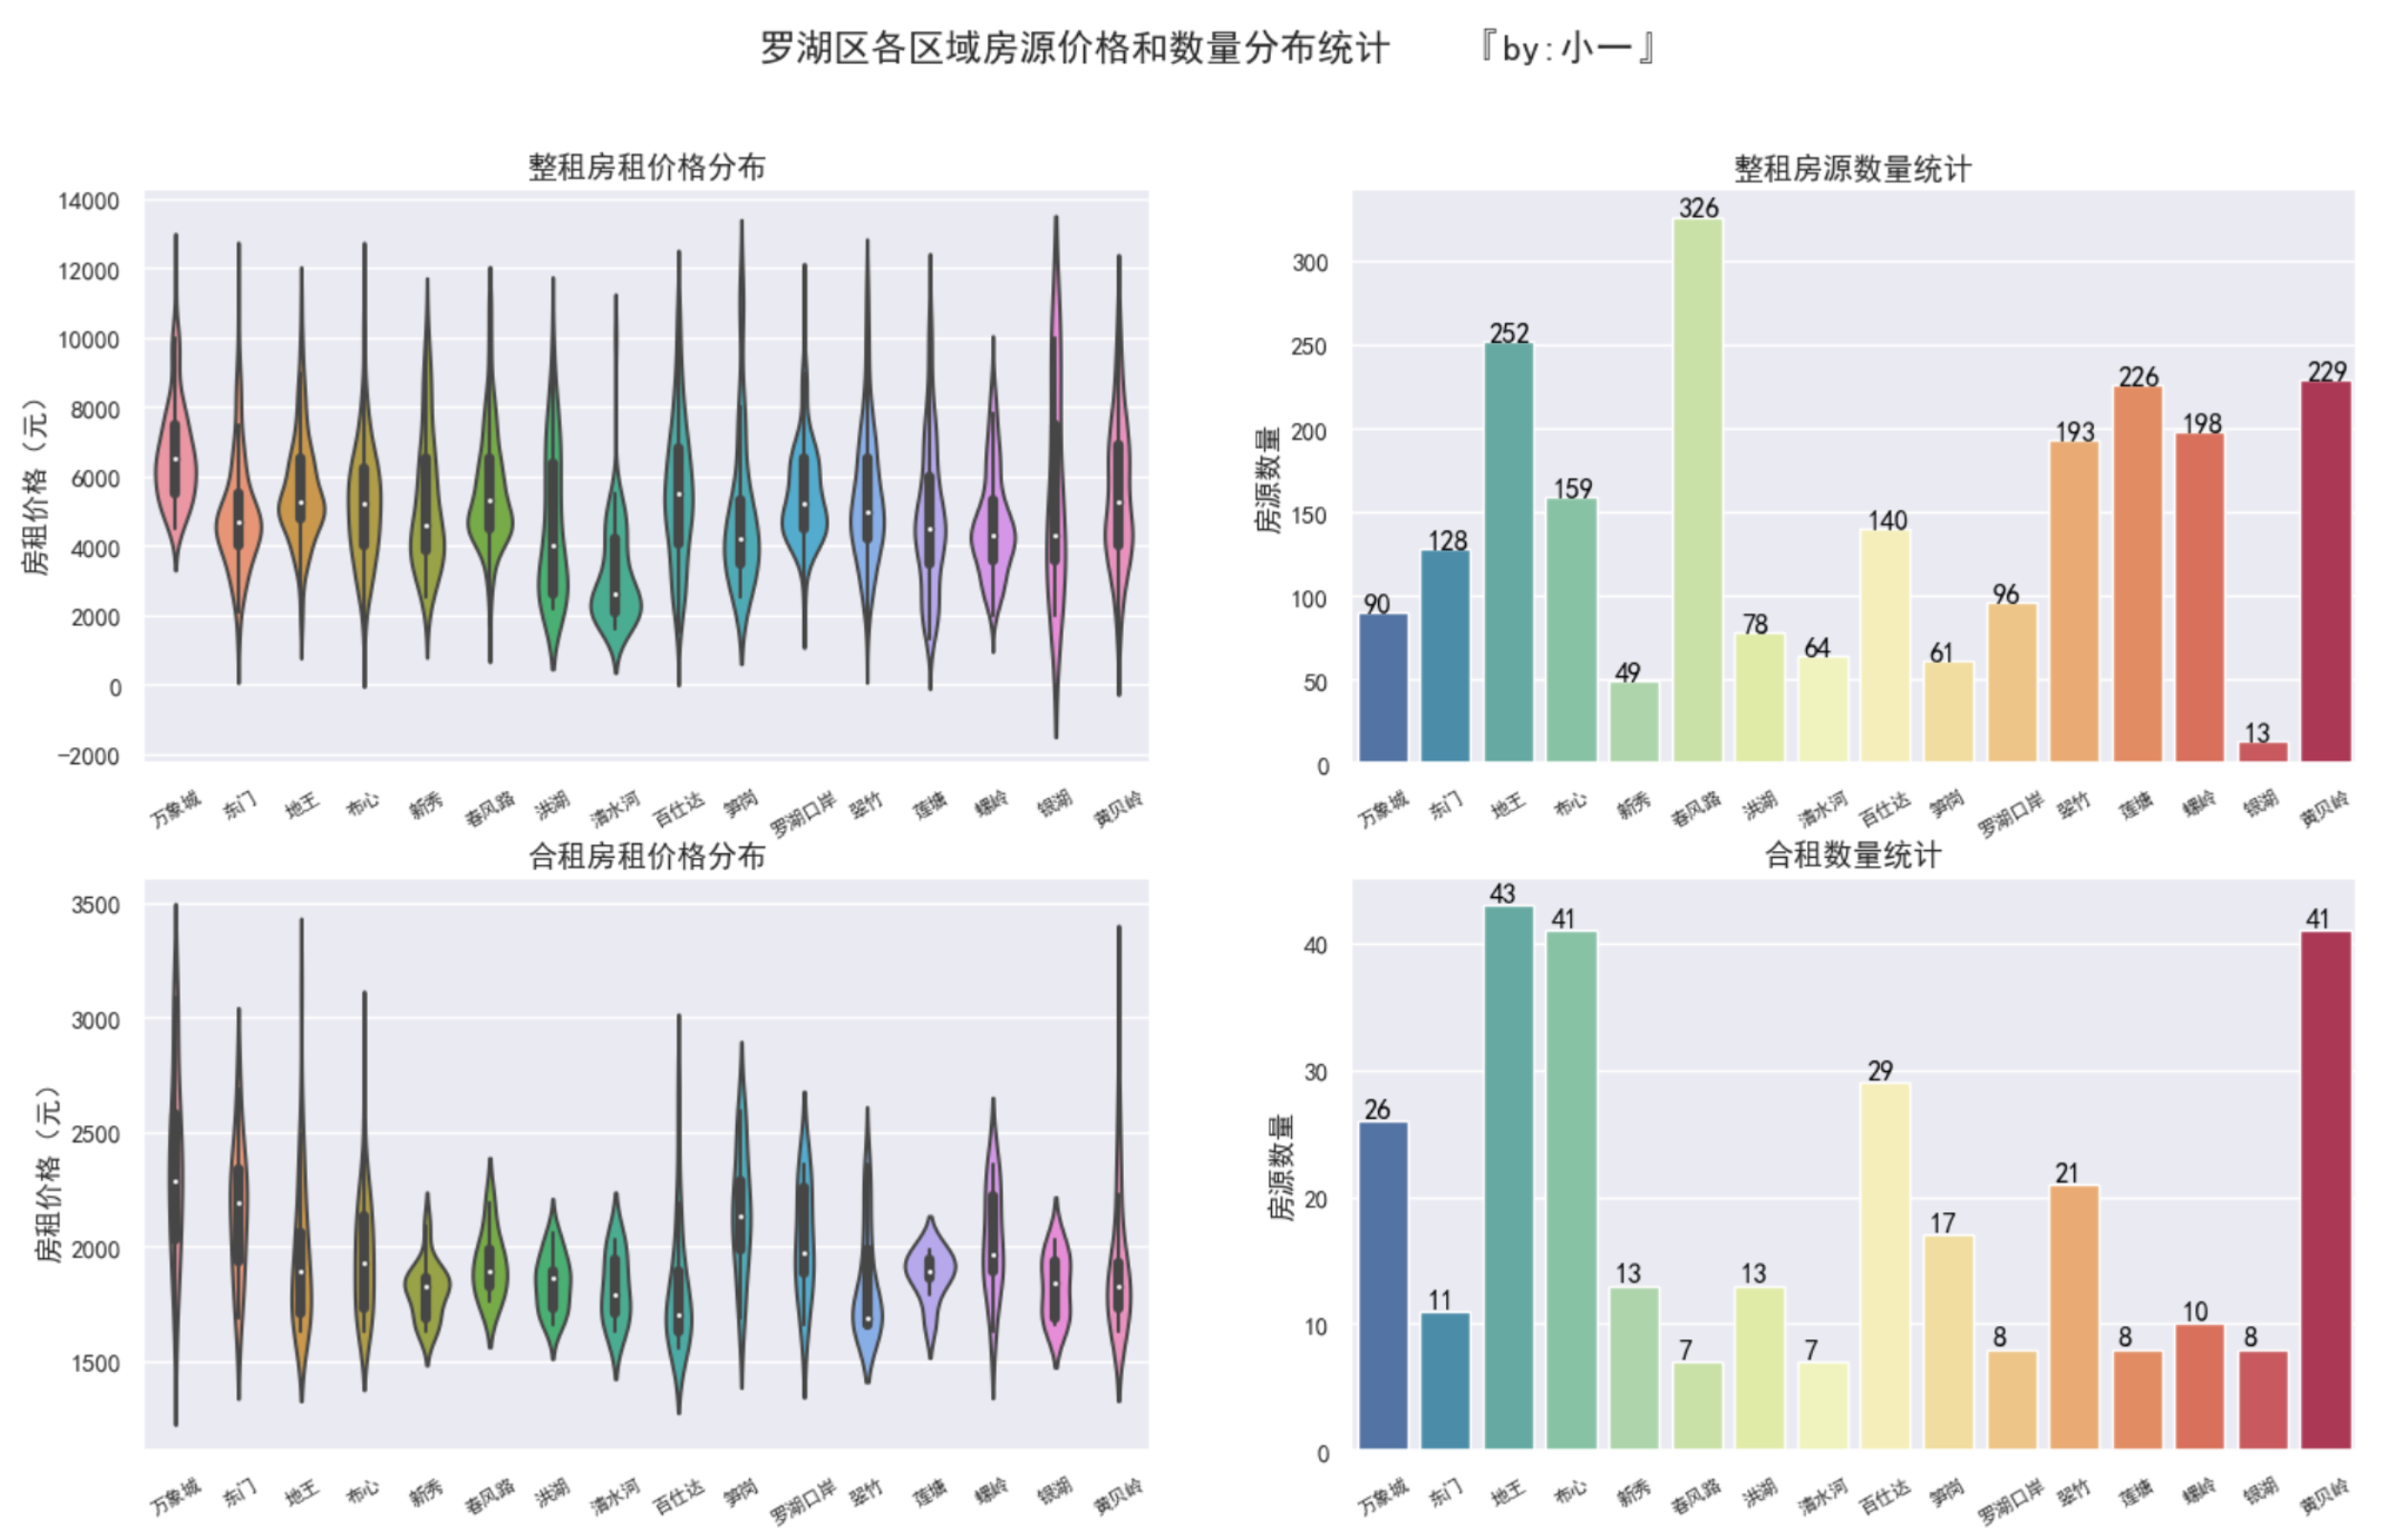 罗湖区各区域房源价格和数量分布统计 『by:小一』
整租房租价格分布
房租价格（元）
14000
12000
10000
8000
6000
4000
2000
0
−2000
万象城 东门 地王 布心 新秀 春风路 洪湖 清水河 百仕达 笋岗 罗湖口岸 翠竹 莲塘 螺岭 银湖 黄贝岭
整租房源数量统计
房源数量
300
250
200
150
100
50
0
90 128 252 159 49 326 78 64 140 61 96 193 226 198 13 229
万象城 东门 地王 布心 新秀 春风路 洪湖 清水河 百仕达 笋岗 罗湖口岸 翠竹 莲塘 螺岭 银湖 黄贝岭
合租房租价格分布
房租价格（元）
3500
3000
2500
2000
1500
万象城 东门 地王 布心 新秀 春风路 洪湖 清水河 百仕达 笋岗 罗湖口岸 翠竹 莲塘 螺岭 银湖 黄贝岭
合租数量统计
房源数量
40
30
20
10
0
26 11 43 41 13 7 13 7 29 17 8 21 8 10 8 41
万象城 东门 地王 布心 新秀 春风路 洪湖 清水河 百仕达 笋岗 罗湖口岸 翠竹 莲塘 螺岭 银湖 黄贝岭